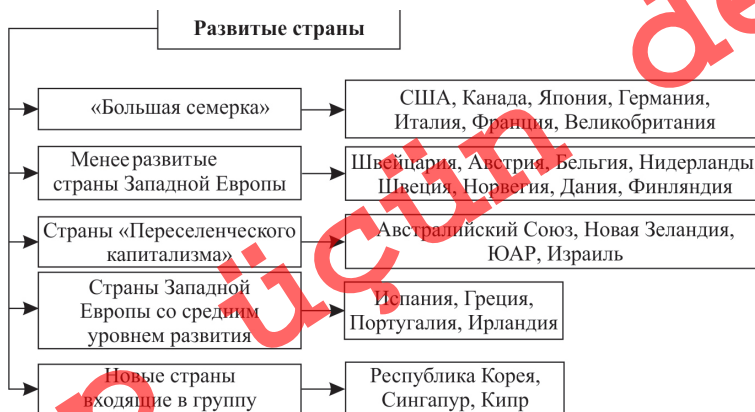 Развитые страны
«Большая семерка»
США, Канада, Япония, Германия,
Италия, Франция, Великобритания
Менее развитые
страны Западной Европы
Швейцария, Австрия, Бельгия, Нидерланды
Швеция, Норвегия, Дания, Финляндия
Страны «Переселенческого
капитализма»
Австралийский Союз, Новая Зеландия,
ЮАР, Израиль
Страны Западной
Европы со средним
уровнем развития
Испания, Греция,
Португалия, Ирландия
Новые страны
входящие в группу
Республика Корея,
Сингапур, Кипр
üçün